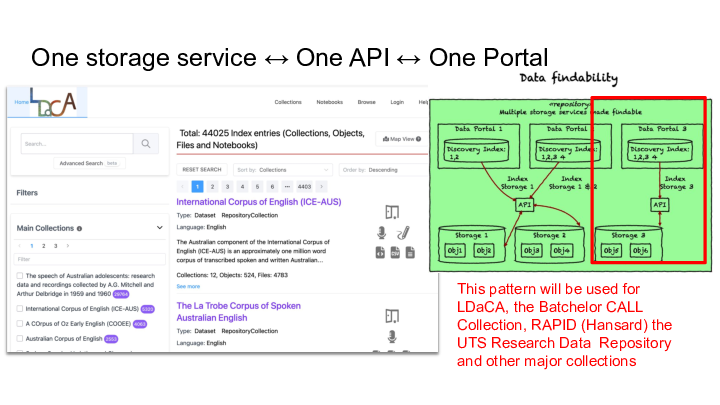 One storage service ↔ One API ↔ One Portal
Home
LDaCA
Collections Notebooks Browse Login Help
Search...
Advanced Search beta
Filters
Main Collections
1 2 3
Filter
The speech of Australian adolescents: research
data and recordings collected by A.G. Mitchell and
Arthur Delbridge in 1959 and 1960
International Corpus of English (ICE-AUS)
A COrpus of Oz Early English (COOEE)
Australian Corpus of English
Total: 44025 Index entries (Collections, Objects,
Files and Notebooks)
Map View
RESET SEARCH Sort by: Collections Order by: Descending
1 2 3 4 5 6 ··· 4403
International Corpus of English (ICE-AUS)
Type: Dataset RepositoryCollection
Language: English
The Australian component of the International Corpus of
English (ICE-AUS) is an approximately one million word
corpus of transcribed spoken and written Australian...
Collections: 12, Objects: 524, Files: 4783
See more
The La Trobe Corpus of Spoken
Australian English
Type: Dataset RepositoryCollection
Language: English
Data findability
«repository»
Multiple storage services made findable
Data Portal 1
Discovery Index:
1,2
Data Portal
Discovery Index:
1,2,3 4
Data Portal 3
Discovery Index:
1,2,3 4
Index
Storage 1
Index
Storage 1 & 2
Index
Storage 3
API
API
Storage 1
Obj1 Obj2
Storage 2
Obj3 Obj4
Storage 3
Obj5 Obj6
This pattern will be used for
LDaCA, the Batchelor CALL
Collection, RAPID (Hansard) the
UTS Research Data Repository
and other major collections